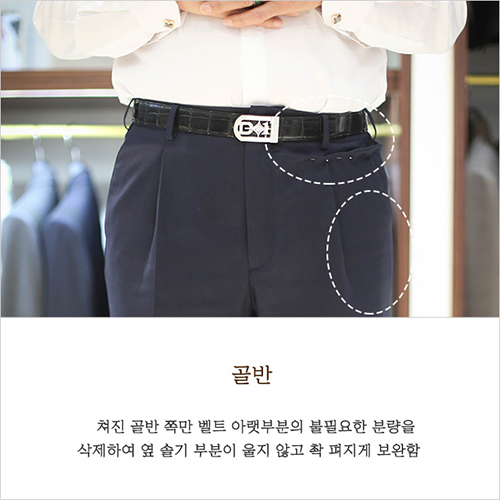 골반
쳐진 골반 쪽만 벨트 아랫부분의 불필요한 분량을
삭제하여 옆 솔기 부분이 울지 않고 촥 펴지게 보완함